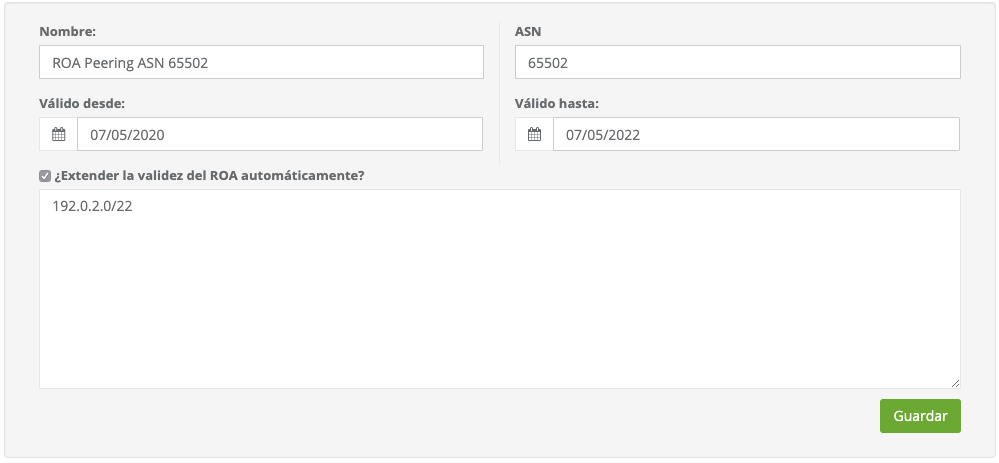 Nombre:
ROA Peering ASN 65502
ASN
65502
Válido desde:
07/05/2020
Válido hasta:
07/05/2022
¿Extender la validez del ROA automáticamente?
192.0.2.0/22
Guardar